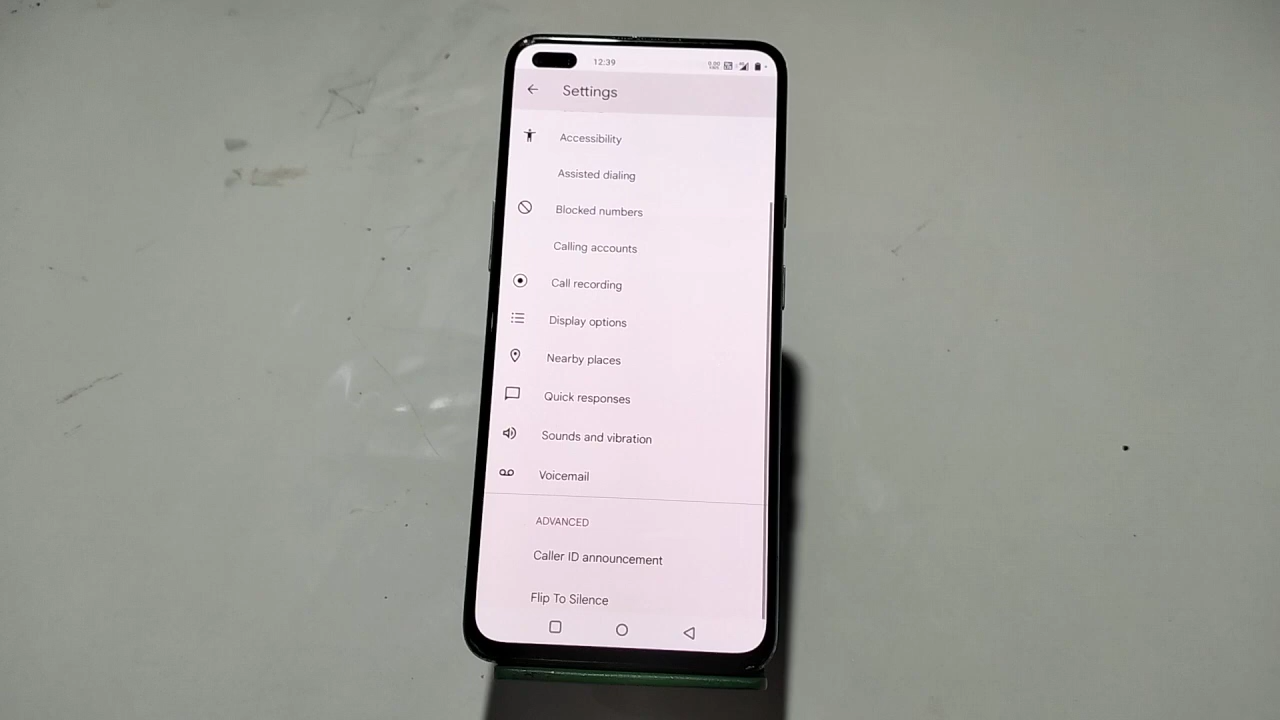 12:39
Settings
Accessibility
Assisted dialing
Blocked numbers
Calling accounts
Call recording
Display options
Nearby places
Quick responses
Sounds and vibration
Voicemail
ADVANCED
Caller ID announcement
Flip To Silence